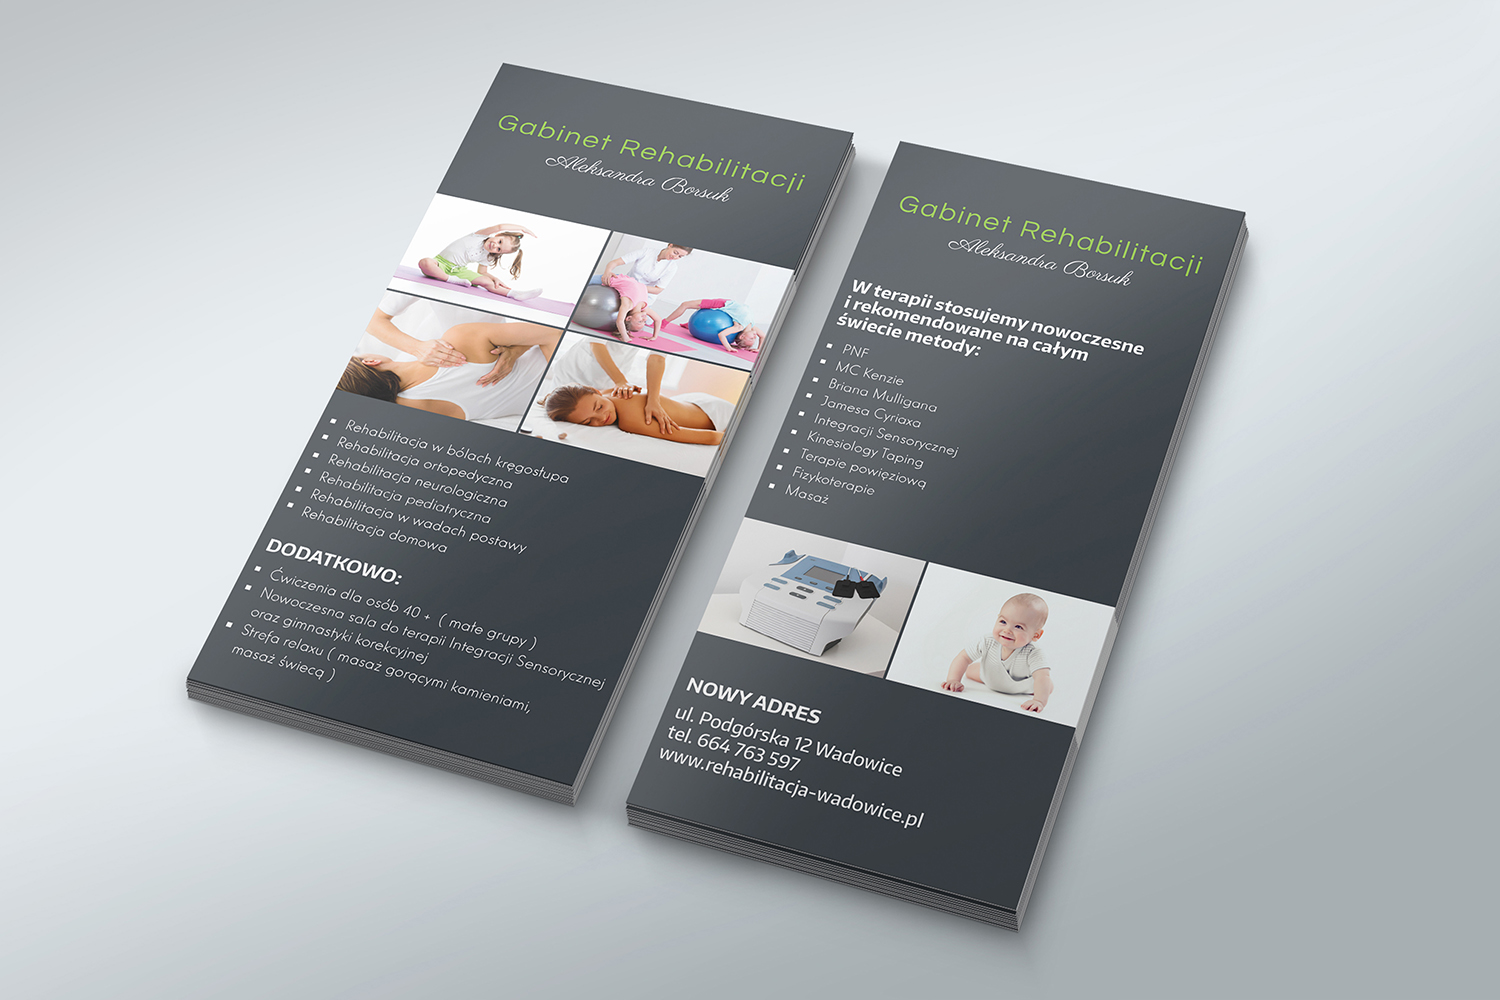 Gabinet Rehabilitacji
Aleksandra Borsuk
▪ Rehabilitacja w bólach kręgosłupa
▪ Rehabilitacja ortopedyczna
▪ Rehabilitacja neurologiczna
▪ Rehabilitacja pediatryczna
▪ Rehabilitacja w wadach postawy
▪ Rehabilitacja domowa
DODATKOWO:
▪ Ćwiczenia dla osób 40 + ( małe grupy )
▪ Nowoczesna sala do terapii Integracji Sensorycznej
oraz gimnastyki korekcyjnej
▪ Strefa relaxu ( masaż gorącymi kamieniami,
masaż świecą )
Gabinet Rehabilitacji
Aleksandra Borsuk
W terapii stosujemy nowoczesne
i rekomendowane na całym
świecie metody:
▪ PNF
▪ MC Kenzie
▪ Briana Mulligana
▪ Jamesa Cyriaxa
▪ Integracji Sensorycznej
▪ Kinesiology Taping
▪ Terapie powięziową
▪ Fizykoterapie
▪ Masaż
NOWY ADRES
ul. Podgórska 12 Wadowice
tel. 664 763 597
www.rehabilitacja-wadowice.pl